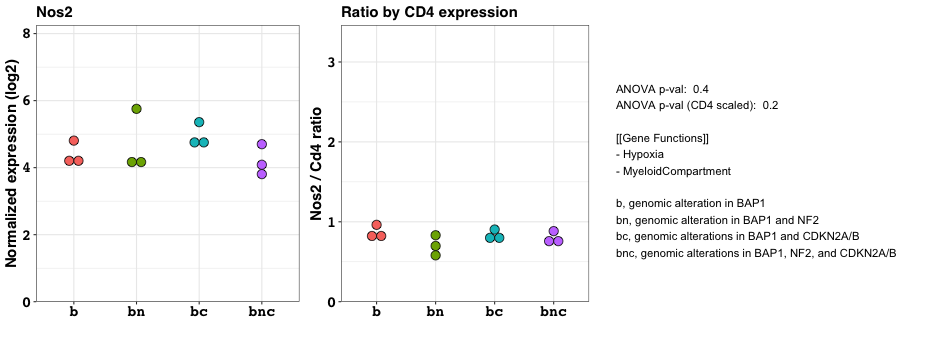 Nos2
Normalized expression (log2)
8
6
4
2
0
b
bn
bc
bnc
Ratio by CD4 expression
Nos2 / Cd4 ratio
3
2
1
0
b
bn
bc
bnc
ANOVA p-val:  0.4
ANOVA p-val (CD4 scaled):  0.2
[[Gene Functions]]
- Hypoxia
- MyeloidCompartment
b, genomic alteration in BAP1
bn, genomic alteration in BAP1 and NF2
bc, genomic alterations in BAP1 and CDKN2A/B
bnc, genomic alterations in BAP1, NF2, and CDKN2A/B